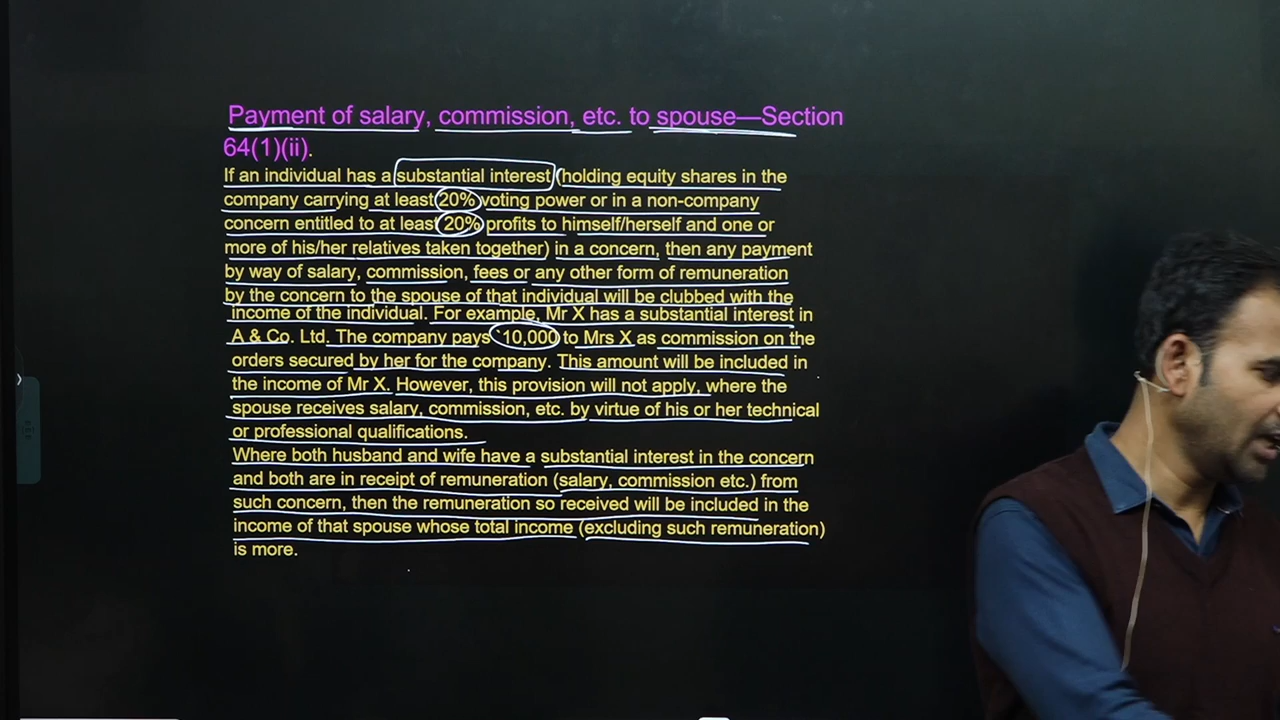 Payment of salary, commission, etc. to spouse—Section
64(1)(ii).
If an individual has a substantial interest (holding equity shares in the
company carrying at least 20% voting power or in a non-company
concern entitled to at least 20% profits to himself/herself and one or
more of his/her relatives taken together) in a concern, then any payment
by way of salary, commission, fees or any other form of remuneration
by the concern to the spouse of that individual will be clubbed with the
income of the individual. For example, Mr X has a substantial interest in
A & Co. Ltd. The company pays `10,000 to Mrs X as commission on the
orders secured by her for the company. This amount will be included in
the income of Mr X. However, this provision will not apply, where the
spouse receives salary, commission, etc. by virtue of his or her technical
or professional qualifications.
Where both husband and wife have a substantial interest in the concern
and both are in receipt of remuneration (salary, commission etc.) from
such concern, then the remuneration so received will be included in the
income of that spouse whose total income (excluding such remuneration)
is more.